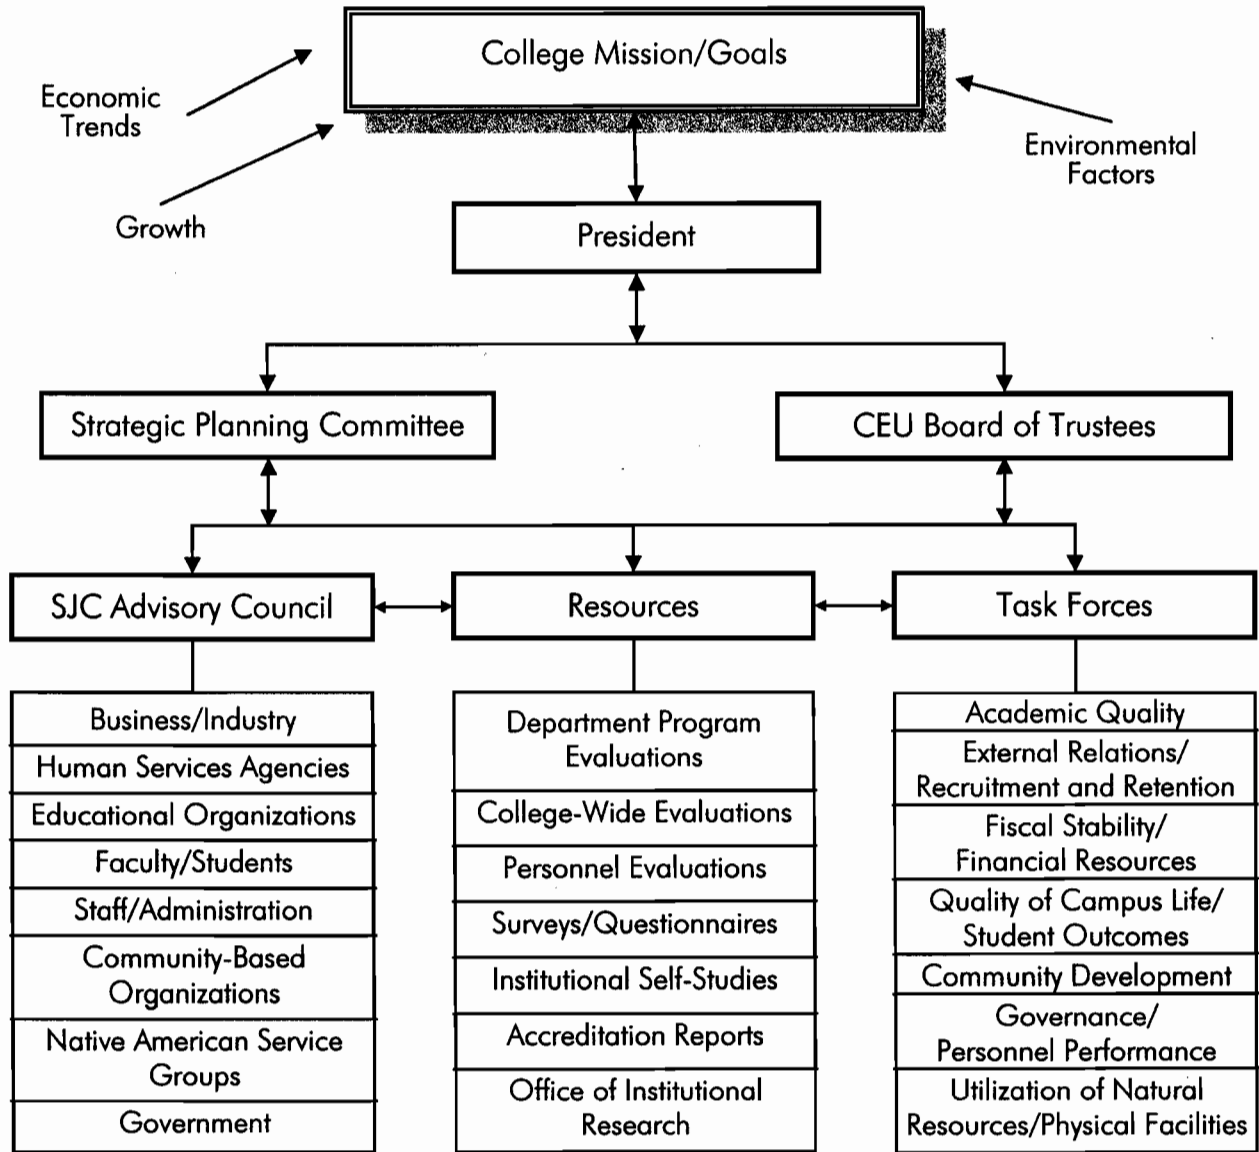 College Mission/Goals
Economic
Trends
Environmental
Factors
Growth
President
Strategic Planning Committee
CEU Board of Trustees
SJC Advisory Council
Resources
Task Forces
Business/Industry
Human Services Agencies
Educational Organizations
Faculty/Students
Staff/Administration
Community-Based
Organizations
Native American Service
Groups
Government
Department Program
Evaluations
College-Wide Evaluations
Personnel Evaluations
Surveys/Questionnaires
Institutional Self-Studies
Accreditation Reports
Office of Institutional
Research
Academic Quality
External Relations/
Recruitment and Retention
Fiscal Stability/
Financial Resources
Quality of Campus Life/
Student Outcomes
Community Development
Governance/
Personnel Performance
Utilization of Natural
Resources/Physical Facilities